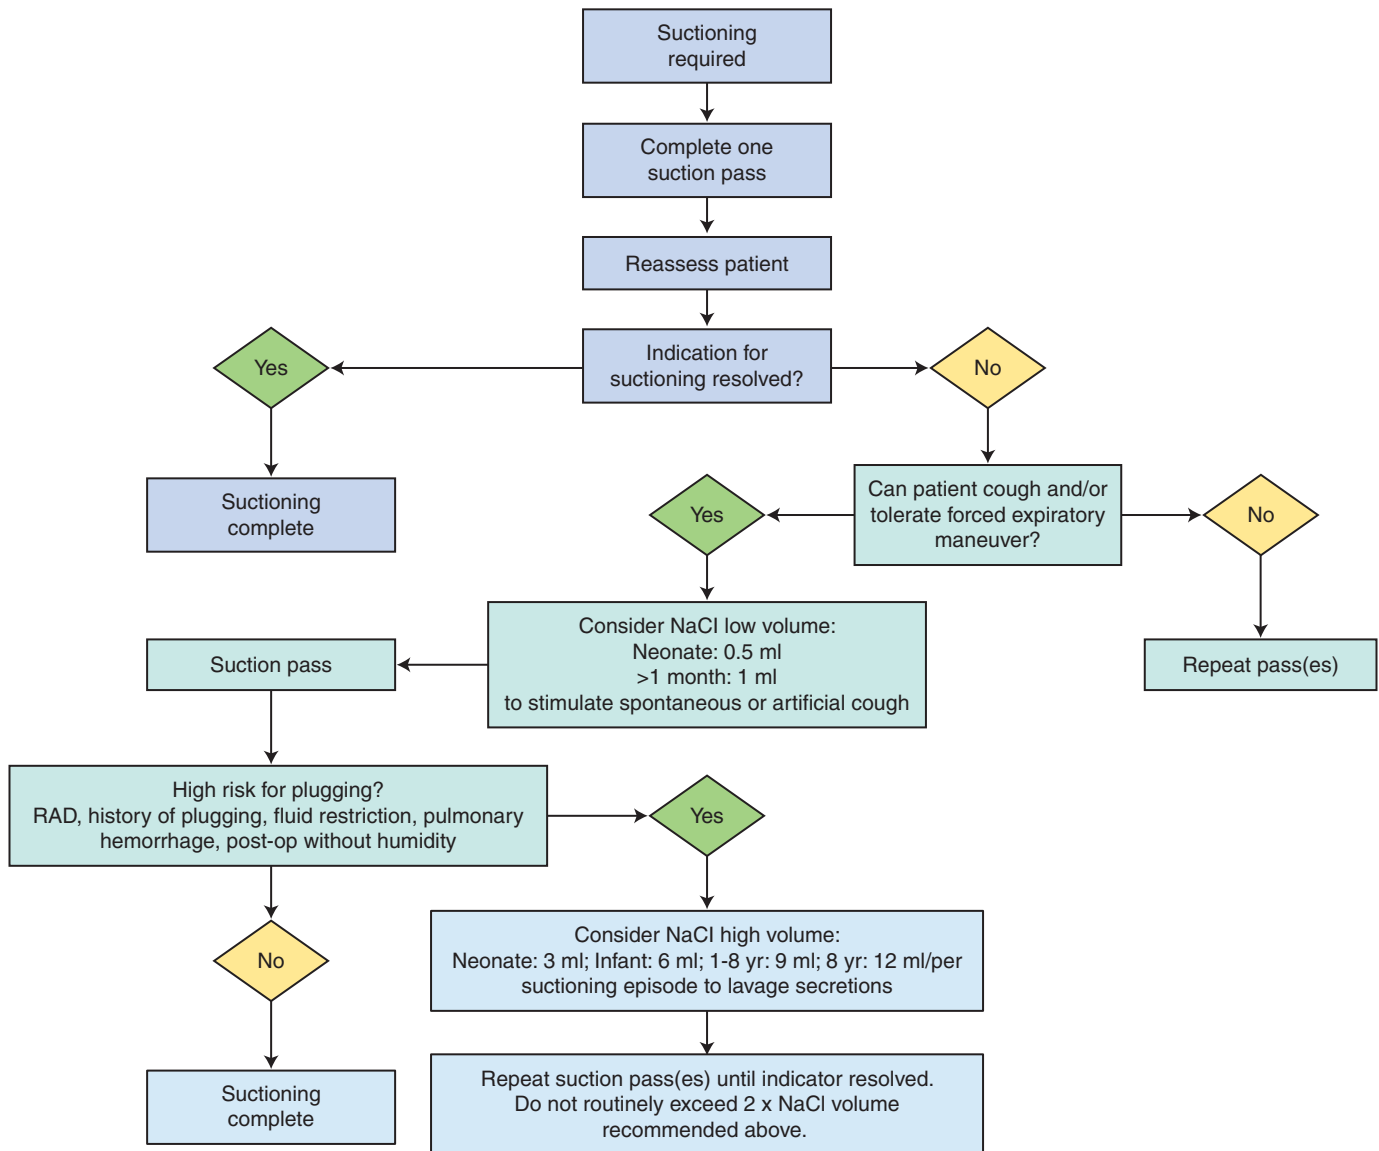 Suctioning
required
Complete one
suction pass
Reassess patient
Yes
Indication for
suctioning resolved?
No
Suctioning
complete
Yes
Can patient cough and/or
tolerate forced expiratory
maneuver?
No
Suction pass
Consider NaCl low volume:
Neonate: 0.5 ml
>1 month: 1 ml
to stimulate spontaneous or artificial cough
Repeat pass(es)
High risk for plugging?
RAD, history of plugging, fluid restriction, pulmonary
hemorrhage, post-op without humidity
Yes
No
Consider NaCl high volume:
Neonate: 3 ml; Infant: 6 ml; 1-8 yr: 9 ml; 8 yr: 12 ml/per
suctioning episode to lavage secretions
Suctioning
complete
Repeat suction pass(es) until indicator resolved.
Do not routinely exceed 2 x NaCl volume
recommended above.